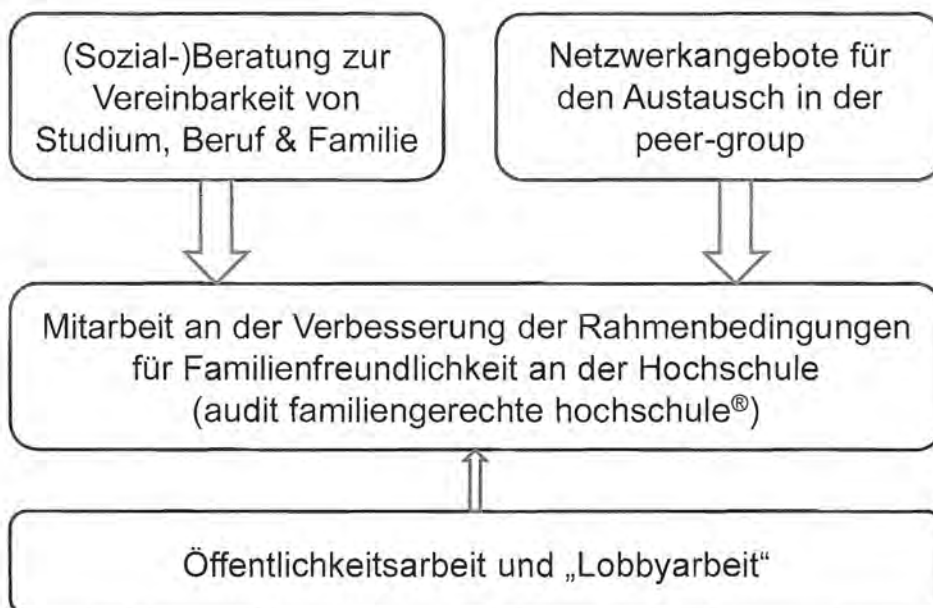 (Sozial-)Beratung zur
Vereinbarkeit von
Studium, Beruf & Familie
Netzwerkangebote für
den Austausch in der
peer-group
Mitarbeit an der Verbesserung der Rahmenbedingungen
für Familienfreundlichkeit an der Hochschule
(audit familiengerechte hochschule®)
Öffentlichkeitsarbeit und „Lobbyarbeit“